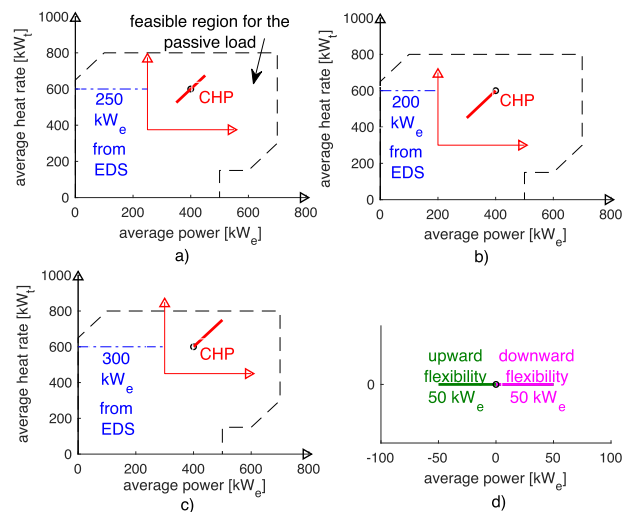 feasible region for the
passive load
average heat rate [kWt]
1000
800
600
400
200
0
250
kWe
from
EDS
CHP
0 200 400 600 800
average power [kWe]
a)
average heat rate [kWt]
1000
800
600
400
200
0
200
kWe
from
EDS
CHP
0 200 400 600 800
average power [kWe]
b)
average heat rate [kWt]
1000
800
600
400
200
0
300
kWe
from
EDS
CHP
0 200 400 600 800
average power [kWe]
c)
0
upward
flexibility
50 kWe
downward
flexibility
50 kWe
-100 -50 0 50 100
average power [kWe]
d)